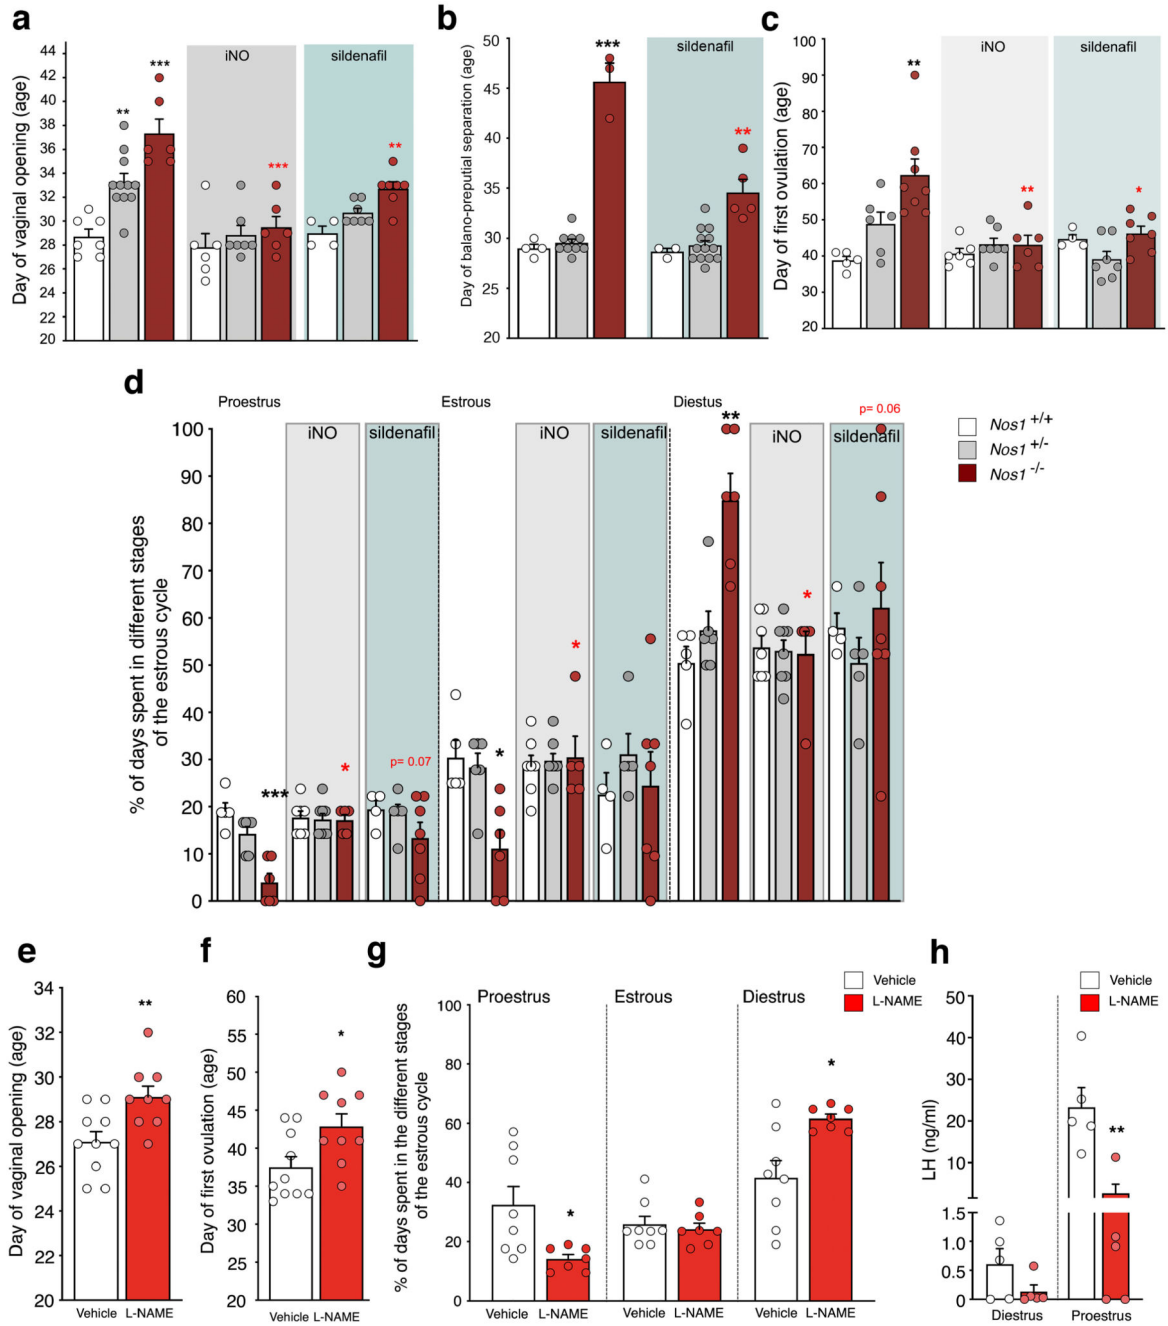 a
Day of vaginal opening (age)
44
42
40
38
36
34
32
30
28
26
24
22
20
**
***
iNO
***
sildenafil
**
b
Day of balano-preputial separation (age)
50
45
40
35
30
25
20
***
sildenafil
**
c
Day of first ovulation (age)
100
90
80
70
60
50
40
30
20
**
iNO
**
sildenafil
*
d
Proestrus
Estrous
Diestus
% of days spent in different stages
of the estrous cycle
100
90
80
70
60
50
40
30
20
10
0
***
iNO
*
sildenafil
p= 0.07
*
iNO
*
sildenafil
**
iNO
*
p= 0.06
sildenafil
Nos1 +/+
Nos1 +/-
Nos1 -/-
e
Day of vaginal opening (age)
34
32
30
28
26
24
22
20
**
Vehicle L-NAME
f
Day of first ovulation (age)
60
55
50
45
40
35
30
25
20
*
Vehicle L-NAME
g
Vehicle
L-NAME
% of days spent in the different stages
of the estrous cycle
Proestrus
Estrous
Diestrus
100
80
60
40
20
0
*
*
Vehicle L-NAME
Vehicle L-NAME
Vehicle L-NAME
h
Vehicle
L-NAME
LH (ng/ml)
50
40
30
20
10
1.5
1.0
0.5
0
**
Diestrus
Proestrus